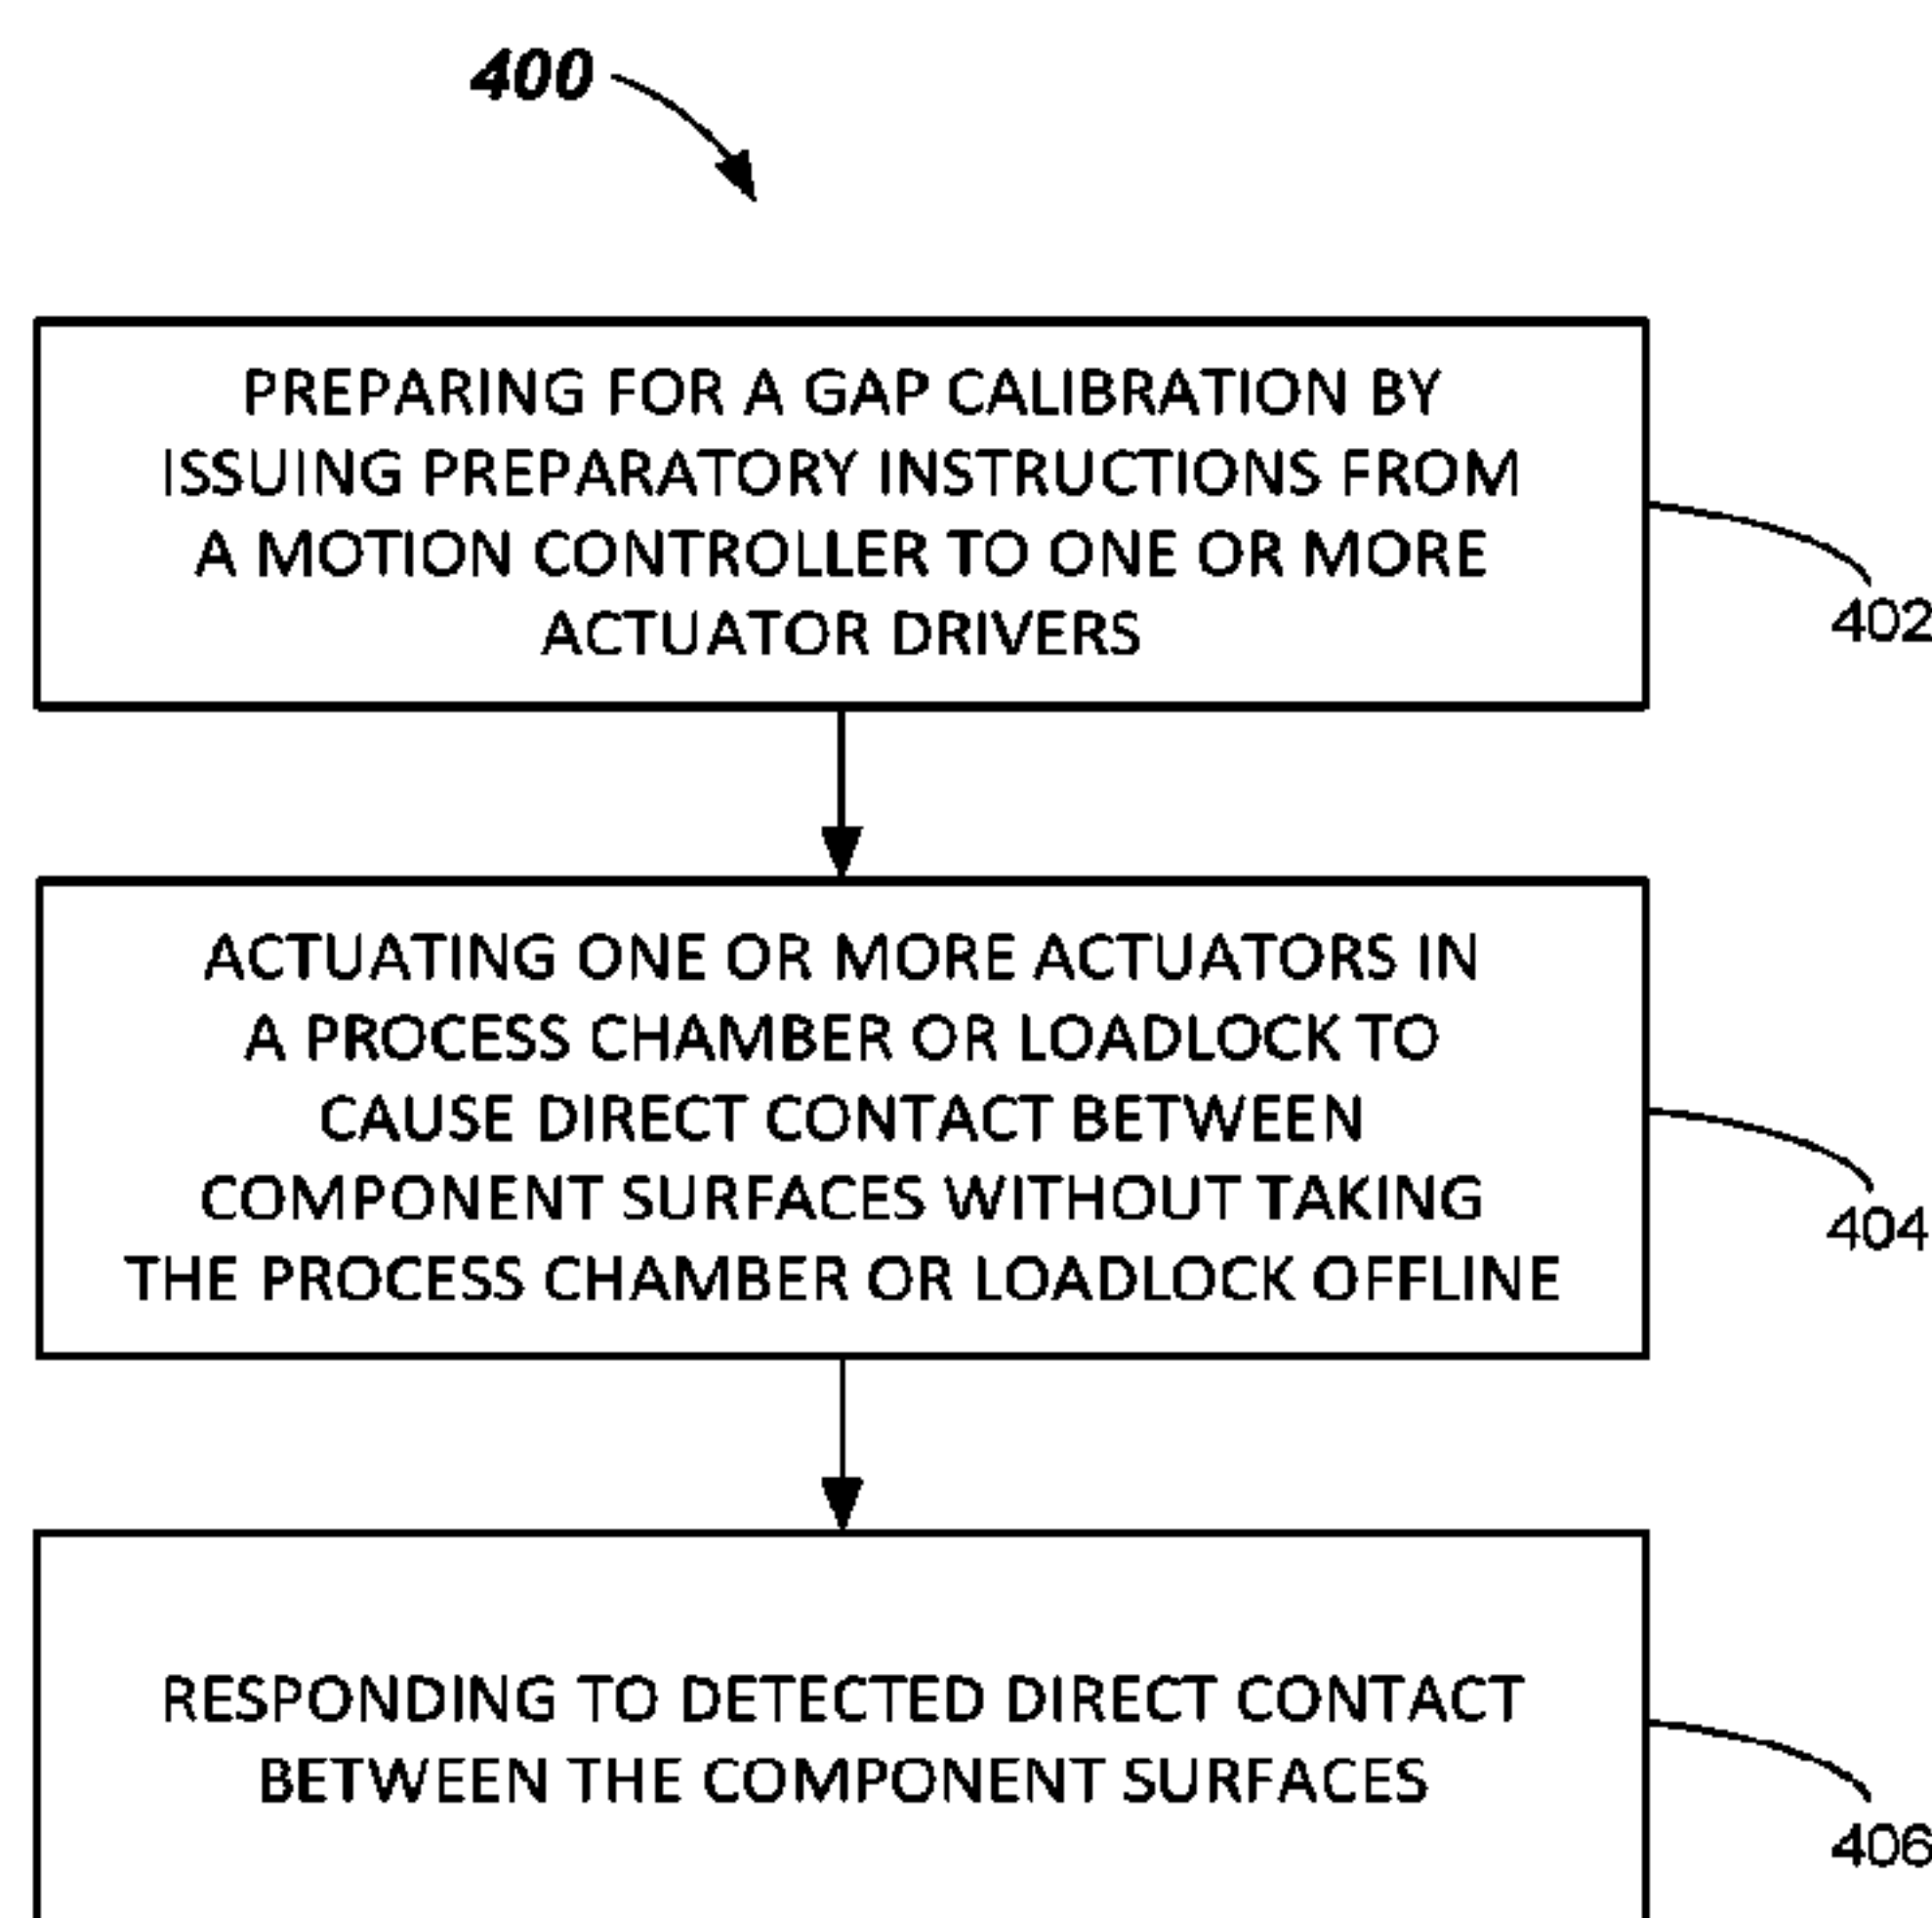 400
PREPARING FOR A GAP CALIBRATION BY
ISSUING PREPARATORY INSTRUCTIONS FROM
A MOTION CONTROLLER TO ONE OR MORE
ACTUATOR DRIVERS
402
ACTUATING ONE OR MORE ACTUATORS IN
A PROCESS CHAMBER OR LOADLOCK TO
CAUSE DIRECT CONTACT BETWEEN
COMPONENT SURFACES WITHOUT TAKING
THE PROCESS CHAMBER OR LOADLOCK OFFLINE
404
RESPONDING TO DETECTED DIRECT CONTACT
BETWEEN THE COMPONENT SURFACES
406